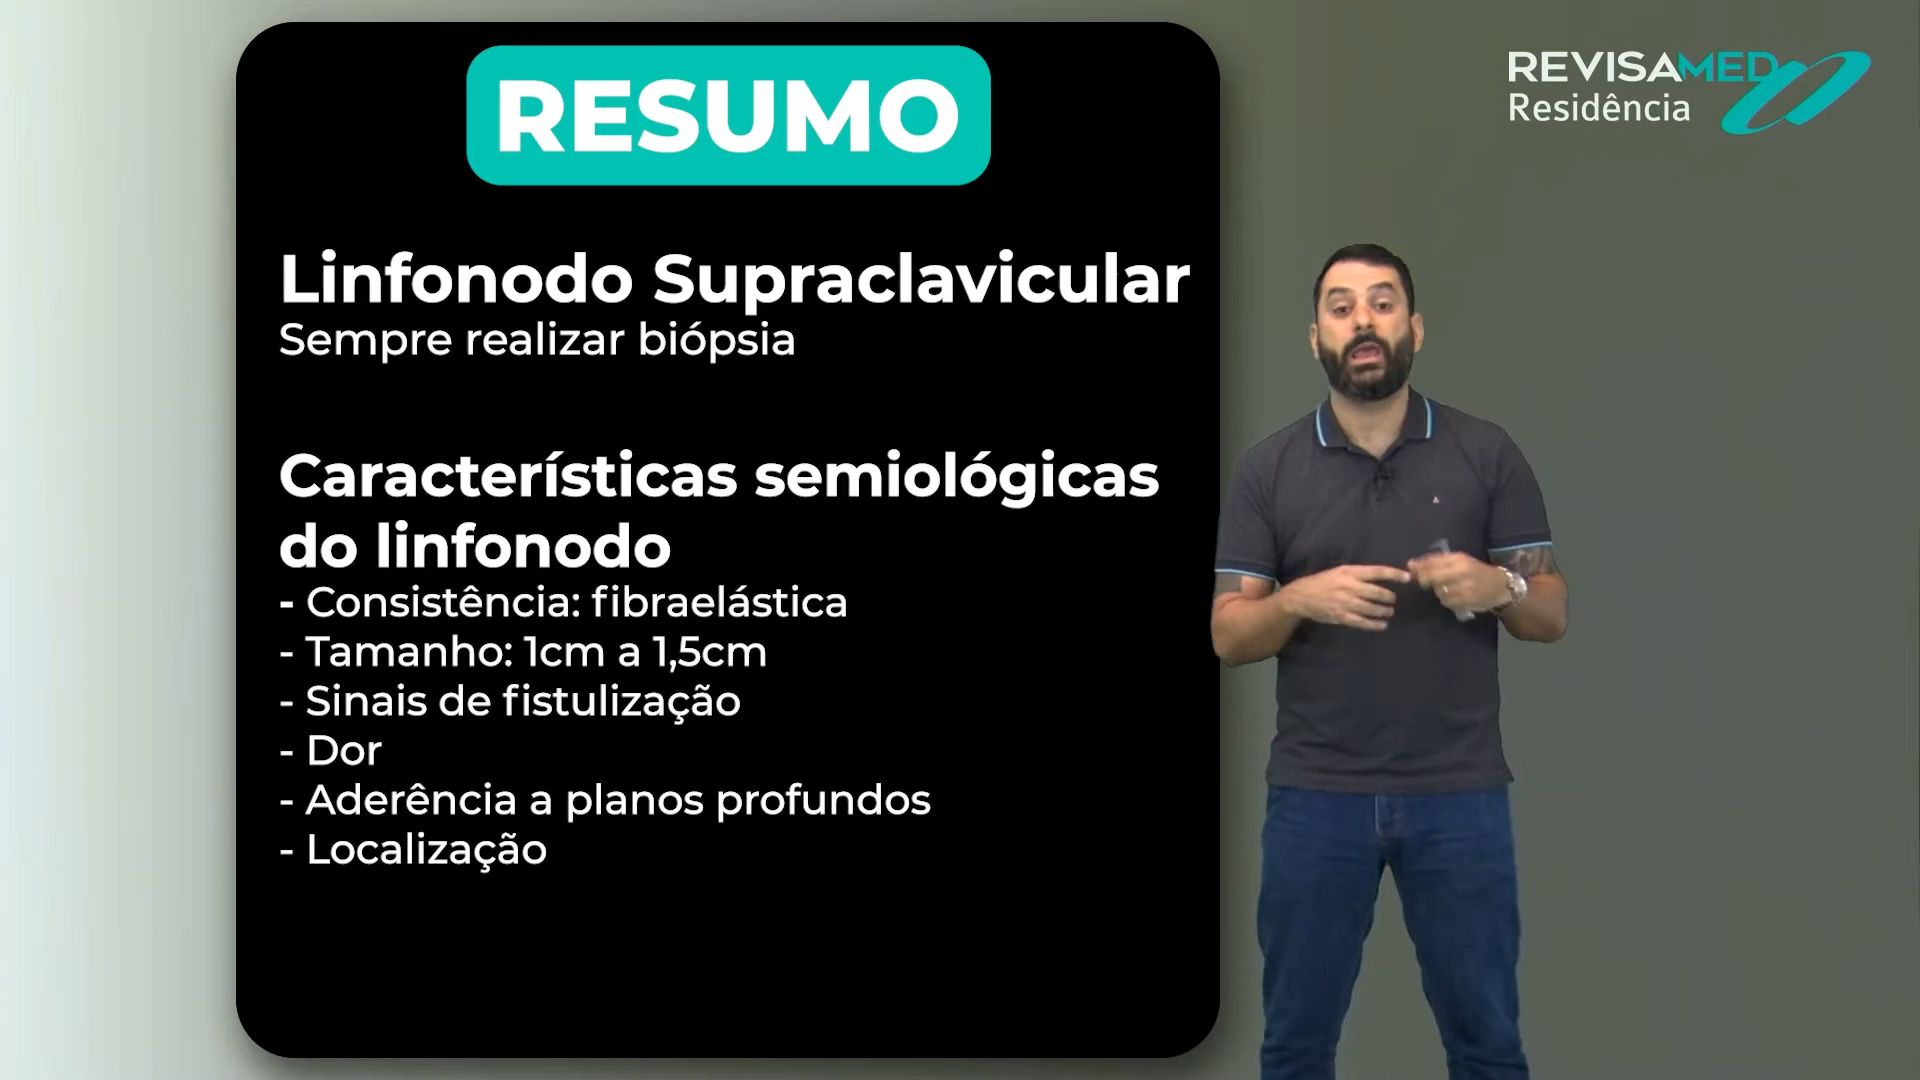 RESUMO
REVISAMED
Residência
Linfonodo Supraclavicular
Sempre realizar biópsia
Características semiológicas
do linfonodo
- Consistência: fibraelástica
- Tamanho: 1cm a 1,5cm
- Sinais de fistulização
- Dor
- Aderência a planos profundos
- Localização